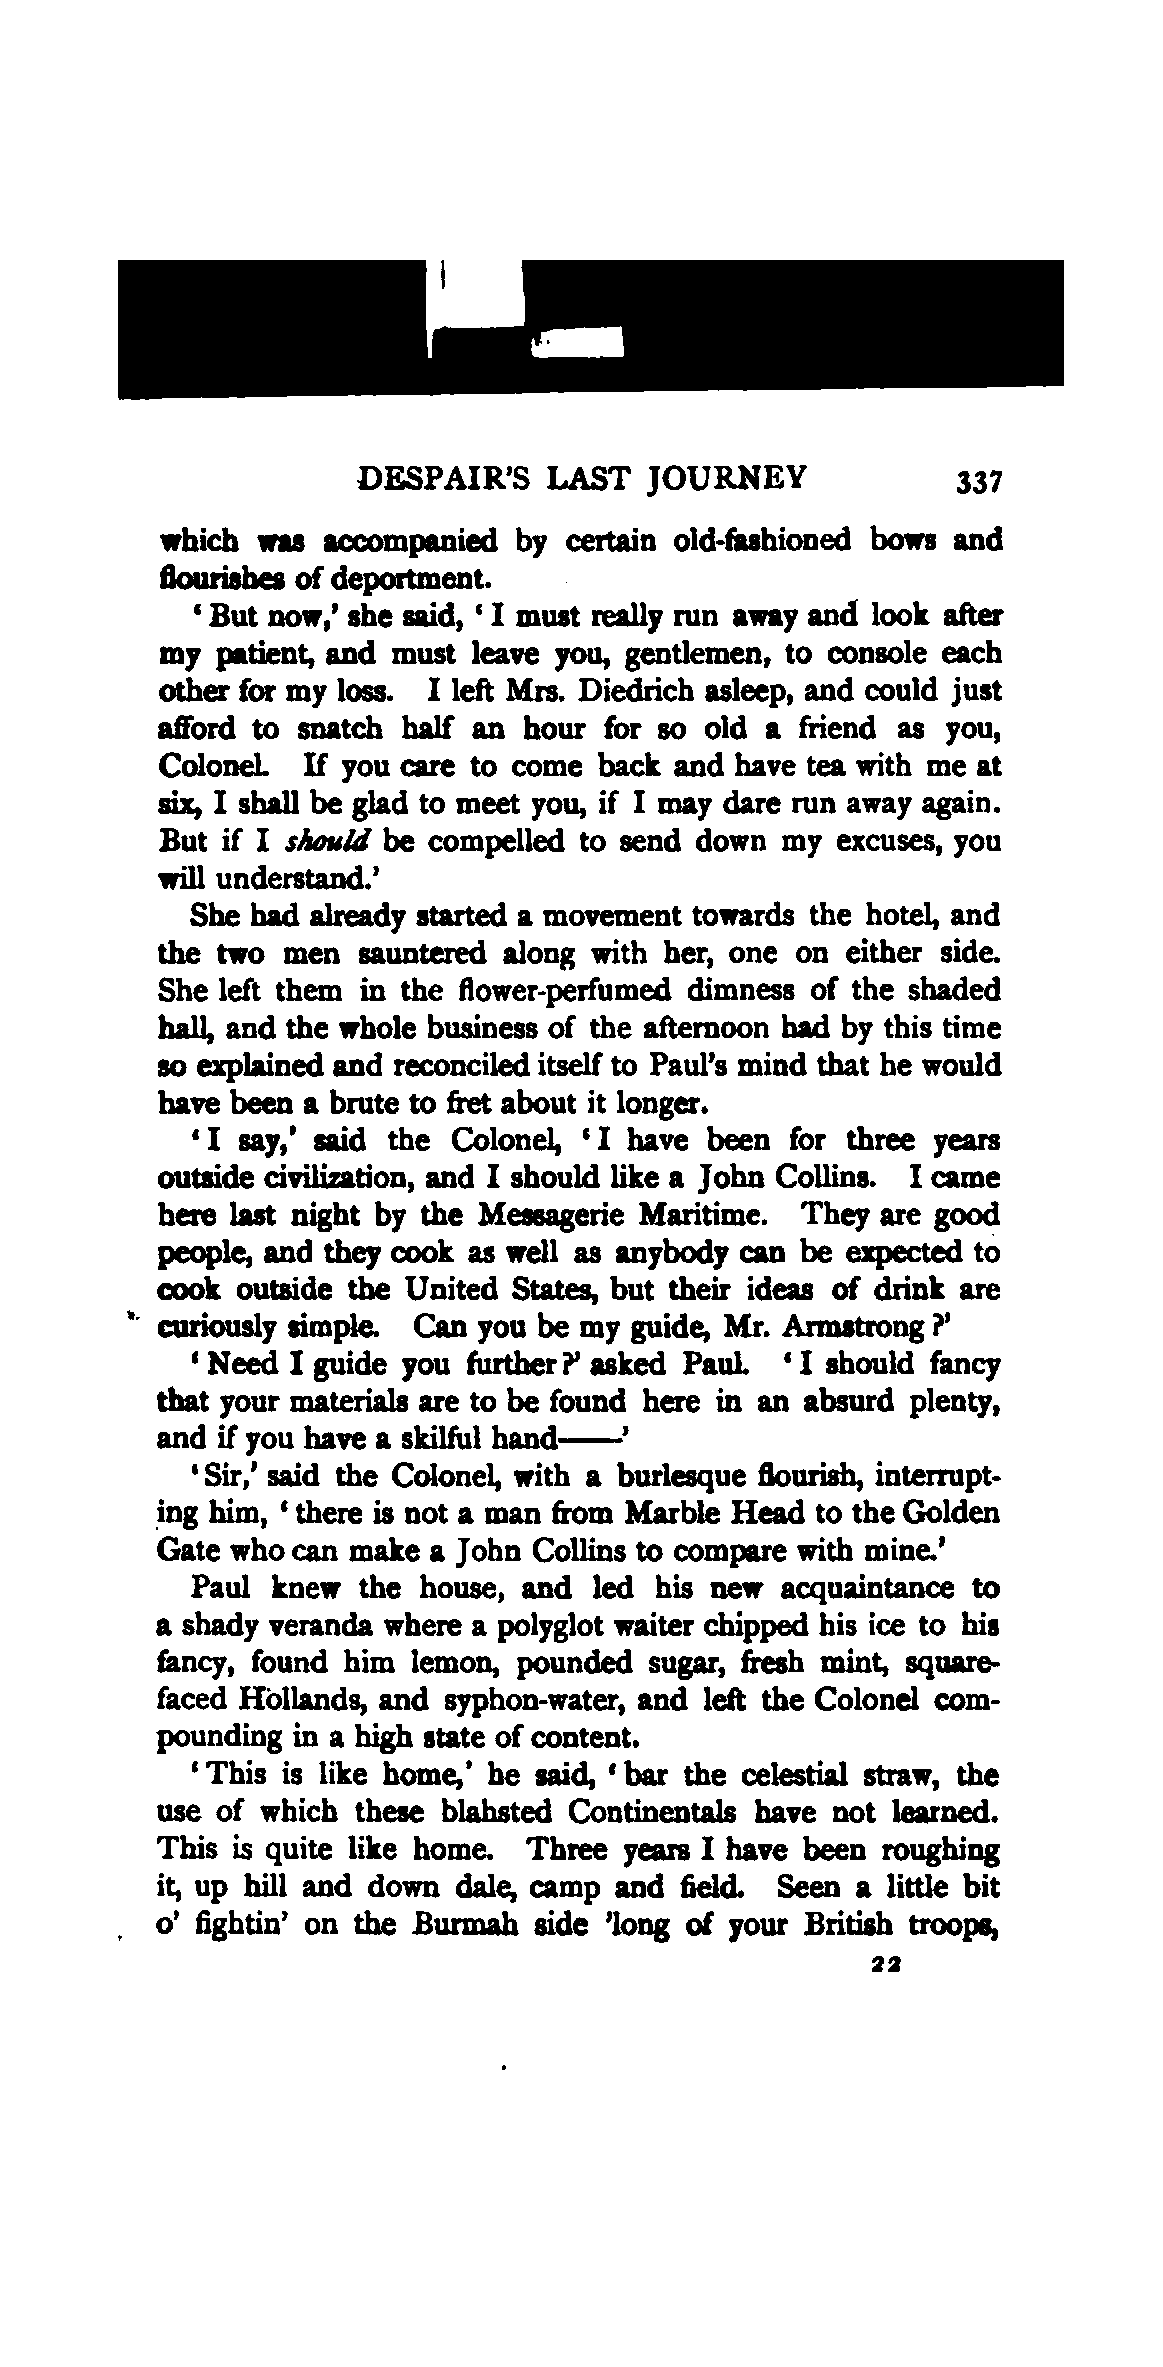 DESPAIR'S LAST JOURNEY 337
which was accompanied by certain old-fashioned bows and
flourishes of deportment.
‘But now,’ she said, ‘I must really run away and look after
my patient, and must leave you, gentlemen, to console each
other for my loss. I left Mrs. Diedrich asleep, and could just
afford to snatch half an hour for so old a friend as you,
Colonel. If you care to come back and have tea with me at
six, I shall be glad to meet you, if I may dare run away again.
But if I should be compelled to send down my excuses, you
will understand.’
She had already started a movement towards the hotel, and
the two men sauntered along with her, one on either side.
She left them in the flower-perfumed dimness of the shaded
hall, and the whole business of the afternoon had by this time
so explained and reconciled itself to Paul's mind that he would
have been a brute to fret about it longer.
‘I say,’ said the Colonel, ‘I have been for three years
outside civilization, and I should like a John Collins. I came
here last night by the Messagerie Maritime. They are good
people, and they cook as well as anybody can be expected to
cook outside the United States, but their ideas of drink are
curiously simple. Can you be my guide, Mr. Armstrong?’
‘Need I guide you further?’ asked Paul. ‘I should fancy
that your materials are to be found here in an absurd plenty,
and if you have a skilful hand——’
‘Sir,’ said the Colonel, with a burlesque flourish, interrupt-
ing him, ‘there is not a man from Marble Head to the Golden
Gate who can make a John Collins to compare with mine.’
Paul knew the house, and led his new acquaintance to
a shady veranda where a polyglot waiter chipped his ice to his
fancy, found him lemon, pounded sugar, fresh mint, square-
faced Hollands, and syphon-water, and left the Colonel com-
pounding in a high state of content.
‘This is like home,’ he said, ‘bar the celestial straw, the
use of which these blahsted Continentals have not learned.
This is quite like home. Three years I have been roughing
it, up hill and down dale, camp and field. Seen a little bit
o’ fightin’ on the Burmah side ’long of your British troops,
22